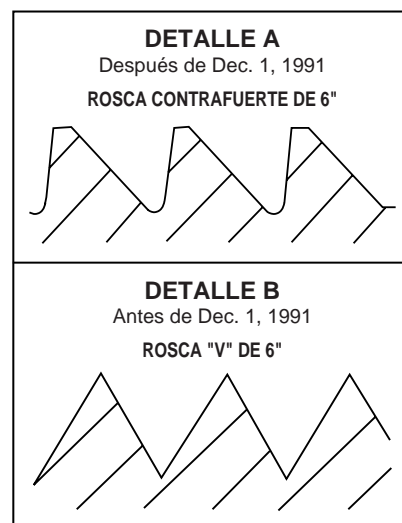 DETALLE A
Después de Dec. 1, 1991
ROSCA CONTRAFUERTE DE 6"
DETALLE B
Antes de Dec. 1, 1991
ROSCA "V" DE 6"